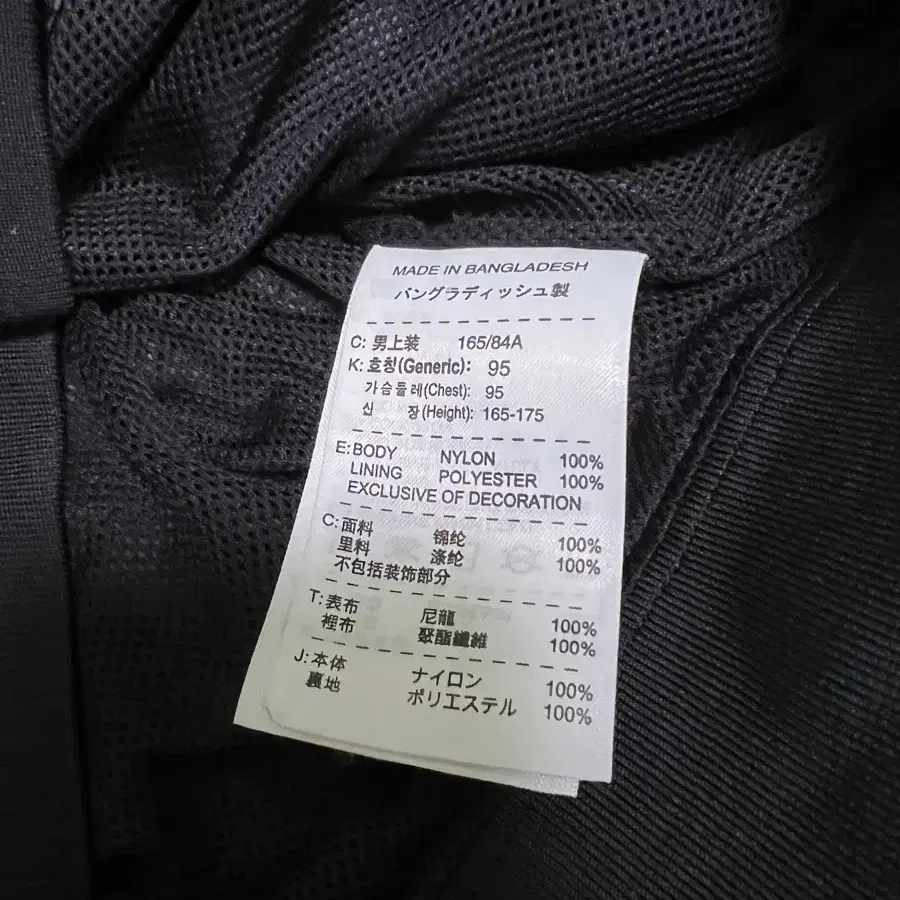 MADE IN BANGLADESH
バングラディッシュ製
C: 男上装 165/84A
K: 호칭(Generic): 95
가슴둘레(Chest): 95
신 장(Height): 165-175
E: BODY NYLON 100%
LINING POLYESTER 100%
EXCLUSIVE OF DECORATION
C: 面料 锦纶 100%
里料 涤纶 100%
不包括装饰部分
T: 表布 尼龍 100%
裡布 聚酯纖維 100%
J: 本体 ナイロン 100%
裏地 ポリエステル 100%